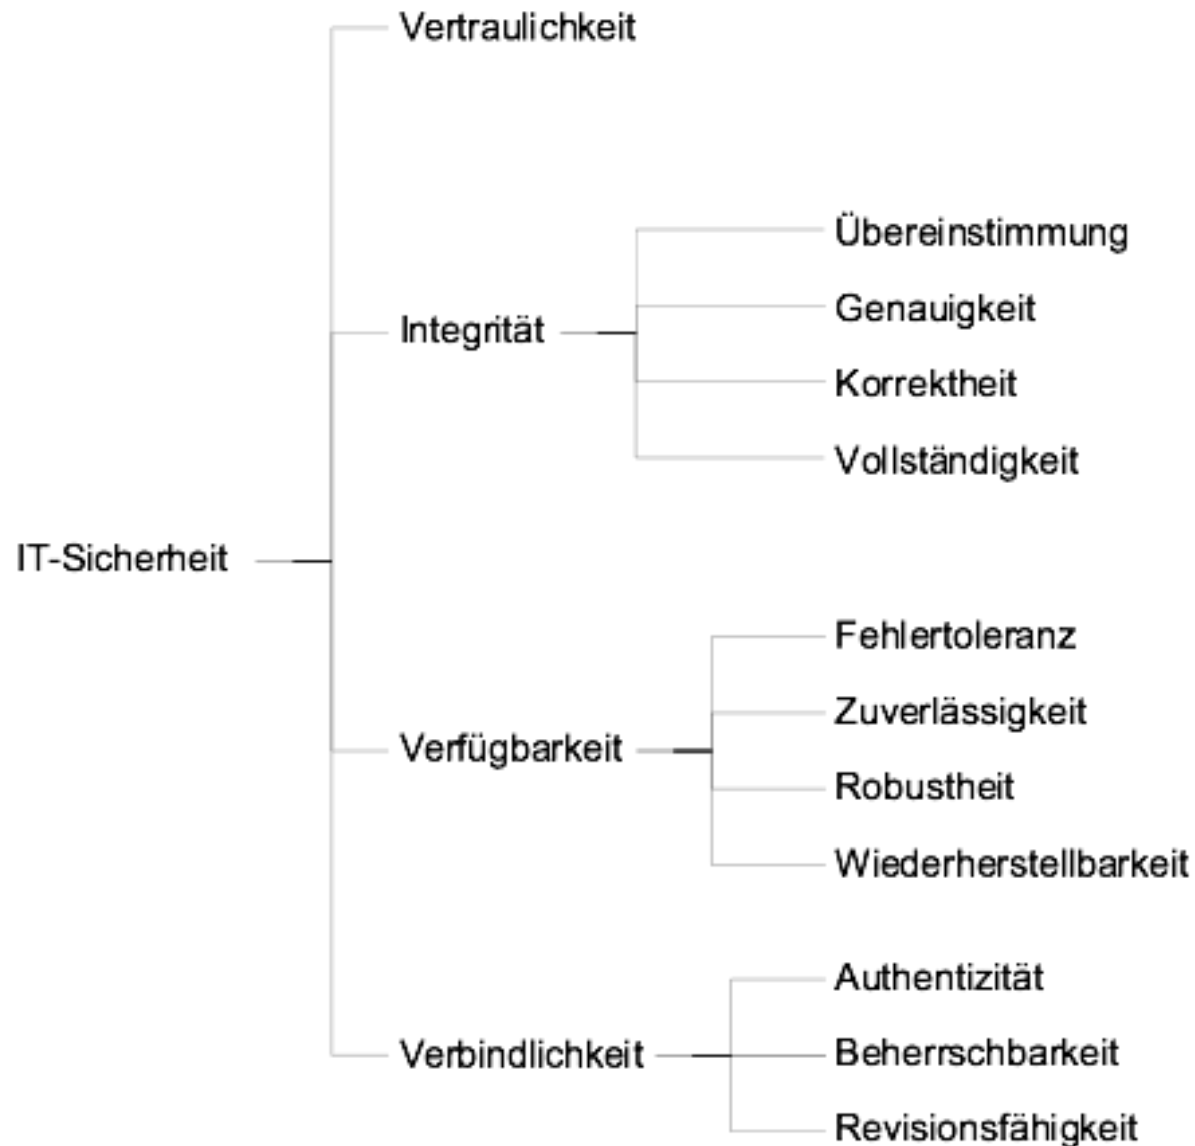 Vertraulichkeit
Übereinstimmung
Genauigkeit
Integrität
Korrektheit
Vollständigkeit
IT-Sicherheit
Fehlertoleranz
Zuverlässigkeit
Verfügbarkeit
Robustheit
Wiederherstellbarkeit
Authentizität
Verbindlichkeit
Beherrschbarkeit
Revisionsfähigkeit